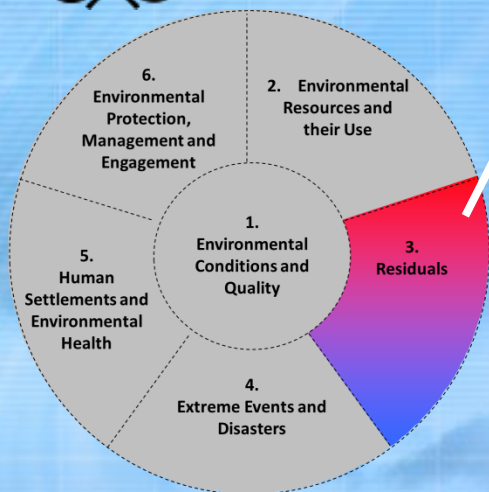 6.
Environmental
Protection,
Management and
Engagement
2. Environmental
Resources and
their Use
1.
Environmental
Conditions and
Quality
3.
Residuals
5.
Human
Settlements and
Environmental
Health
4.
Extreme Events and
Disasters